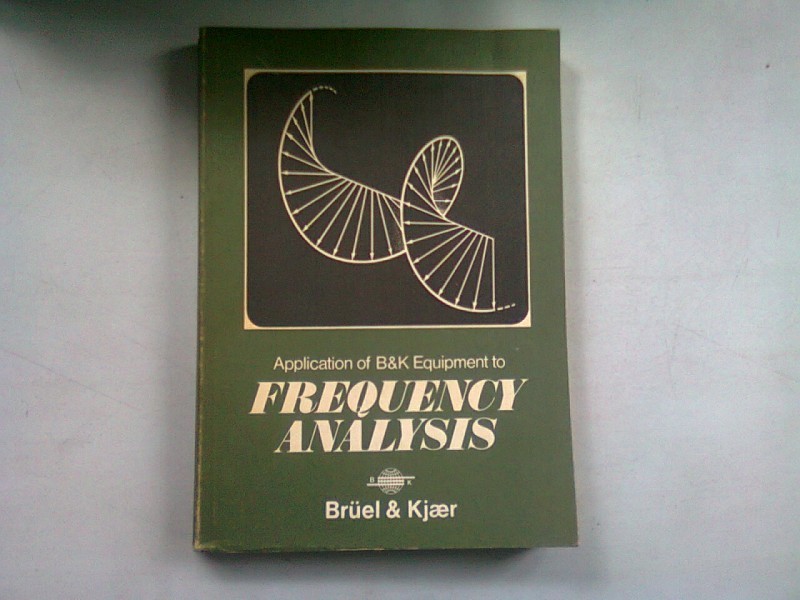 Application of B&K Equipment to
FREQUENCY
ANALYSIS
B K
Brüel & Kjær